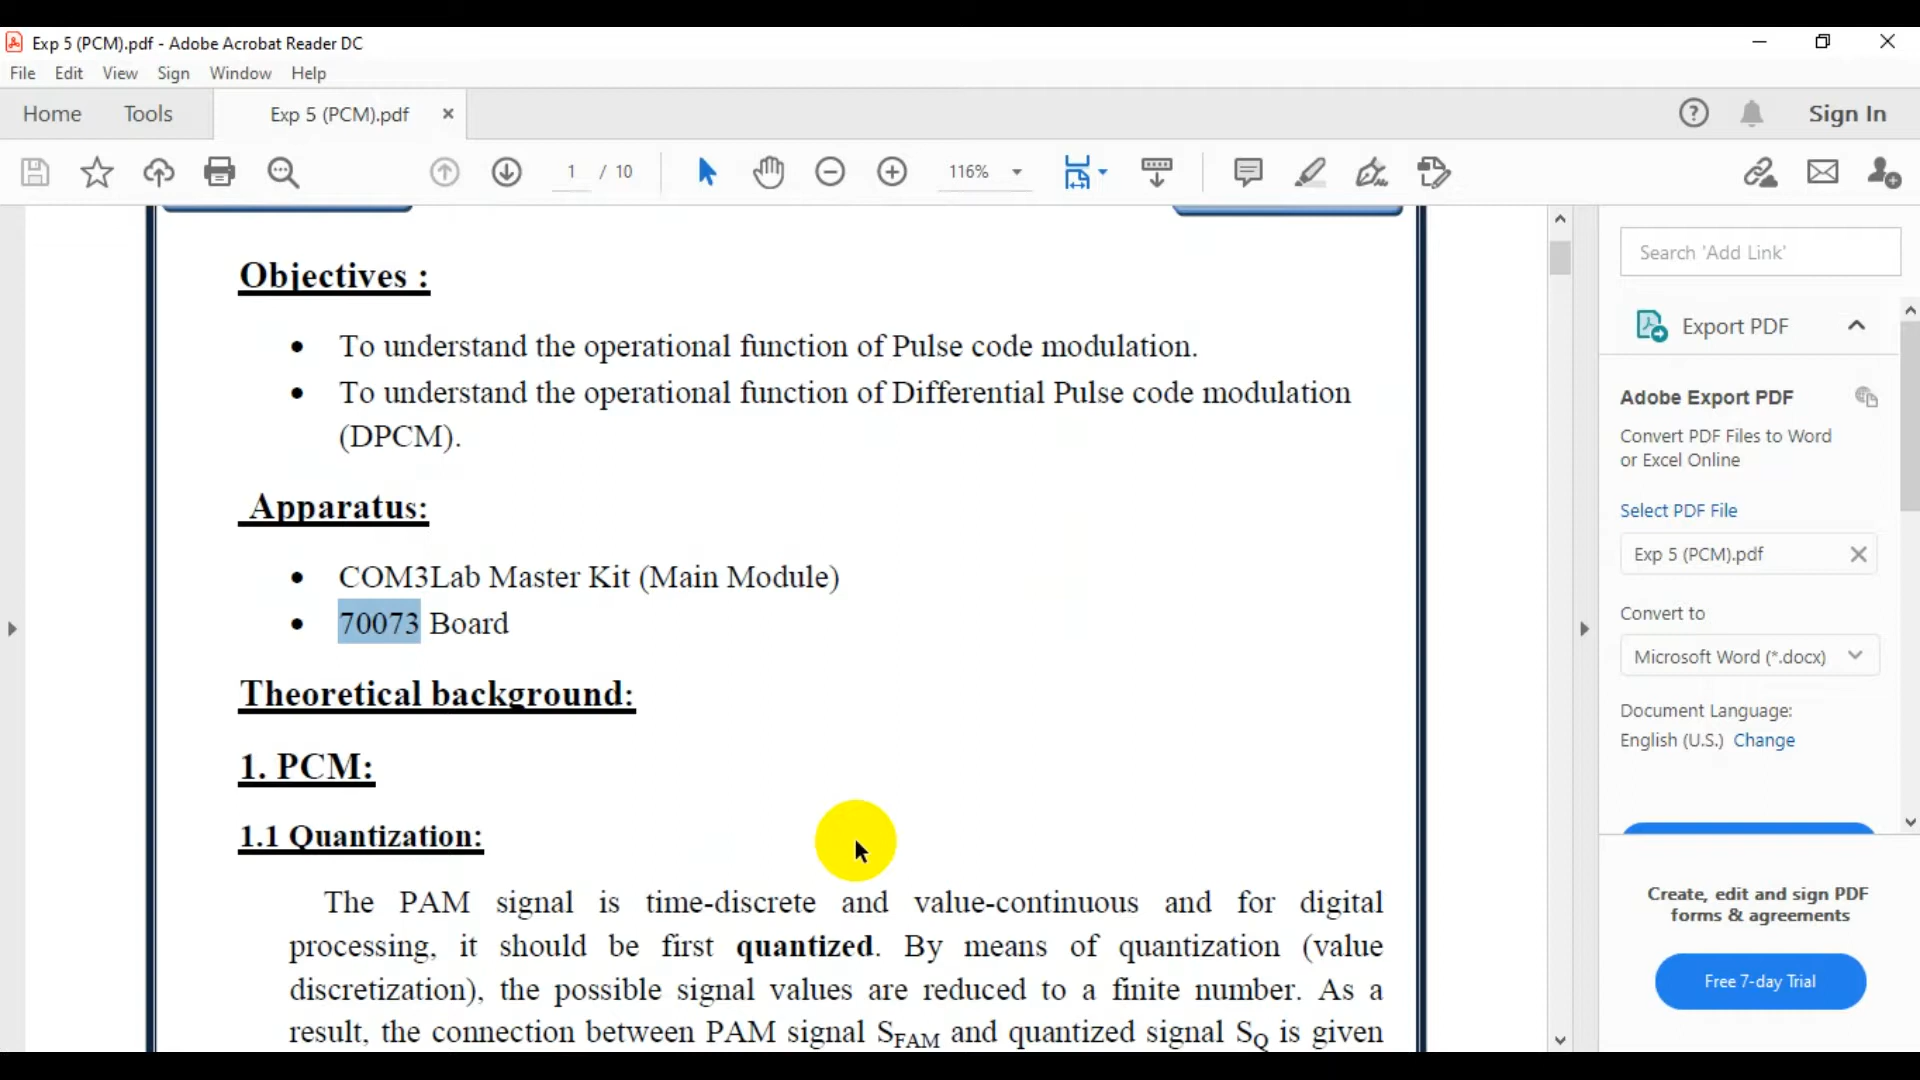 Exp 5 (PCM).pdf - Adobe Acrobat Reader DC
File Edit View Sign Window Help
Home Tools Exp 5 (PCM).pdf Sign In
1 / 10 116%
Objectives :
• To understand the operational function of Pulse code modulation.
• To understand the operational function of Differential Pulse code modulation
(DPCM).
Apparatus:
• COM3Lab Master Kit (Main Module)
• 70073 Board
Theoretical background:
1. PCM:
1.1 Quantization:
The PAM signal is time-discrete and value-continuous and for digital
processing, it should be first quantized. By means of quantization (value
discretization), the possible signal values are reduced to a finite number. As a
result, the connection between PAM signal SFAM and quantized signal SQ is given
Search 'Add Link'
Export PDF
Adobe Export PDF
Convert PDF Files to Word
or Excel Online
Select PDF File
Exp 5 (PCM).pdf
Convert to
Microsoft Word (*.docx)
Document Language:
English (U.S.) Change
Create, edit and sign PDF
forms & agreements
Free 7-day Trial